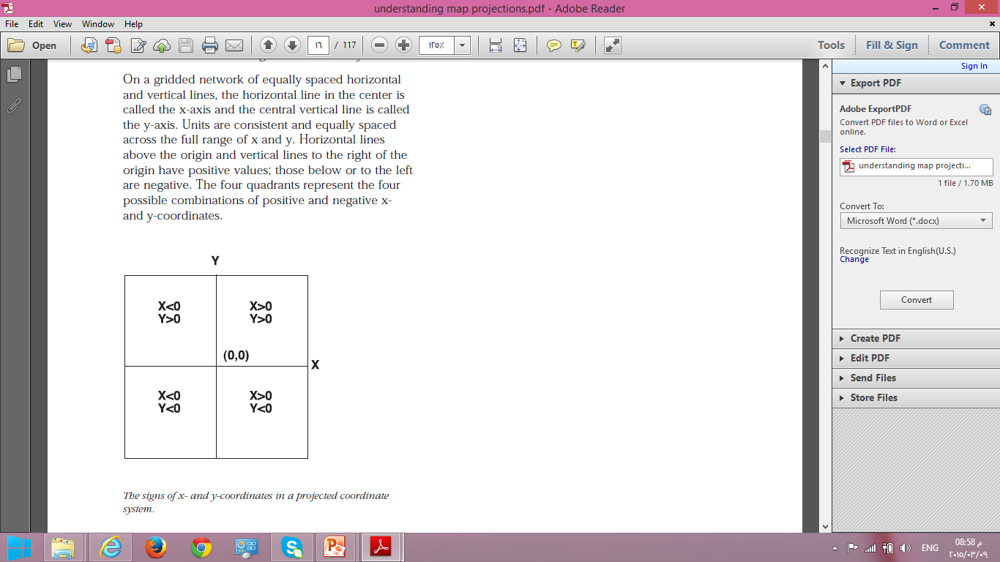 understanding map projections.pdf - Adobe Reader
File Edit View Window Help
Open ١٦ / 117 ١٢٥٪ Tools Fill & Sign Comment
On a gridded network of equally spaced horizontal
and vertical lines, the horizontal line in the center is
called the x-axis and the central vertical line is called
the y-axis. Units are consistent and equally spaced
across the full range of x and y. Horizontal lines
above the origin and vertical lines to the right of the
origin have positive values; those below or to the left
are negative. The four quadrants represent the four
possible combinations of positive and negative x-
and y-coordinates.
Y
X<0 X>0
Y>0 Y>0
(0,0)
X
X<0 X>0
Y<0 Y<0
The signs of x- and y-coordinates in a projected coordinate
system.
Sign In
Export PDF
Adobe ExportPDF
Convert PDF files to Word or Excel
online.
Select PDF File:
understanding map projecti...
1 file / 1.70 MB
Convert To:
Microsoft Word (*.docx)
Recognize Text in English(U.S.)
Change
Convert
Create PDF
Edit PDF
Send Files
Store Files
ENG
08:58 م
٢٠١٥/٠٣/٠٩